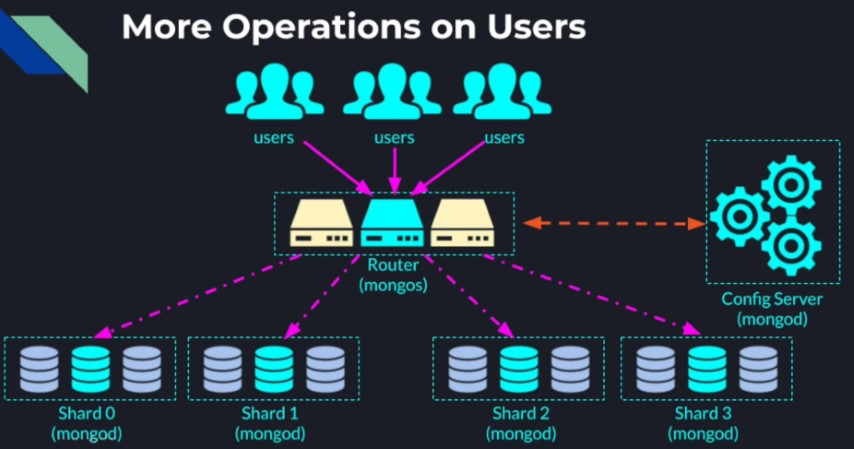 More Operations on Users
users users users
Router
(mongos)
Config Server
(mongod)
Shard 0 Shard 1 Shard 2 Shard 3
(mongod) (mongod) (mongod) (mongod)